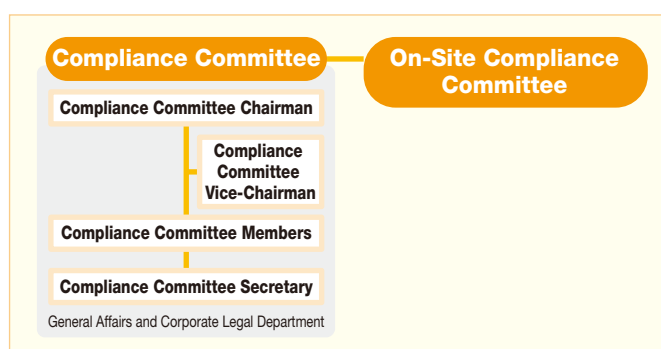 Compliance Committee
On-Site Compliance
Committee
Compliance Committee Chairman
Compliance
Committee
Vice-Chairman
Compliance Committee Members
Compliance Committee Secretary
General Affairs and Corporate Legal Department